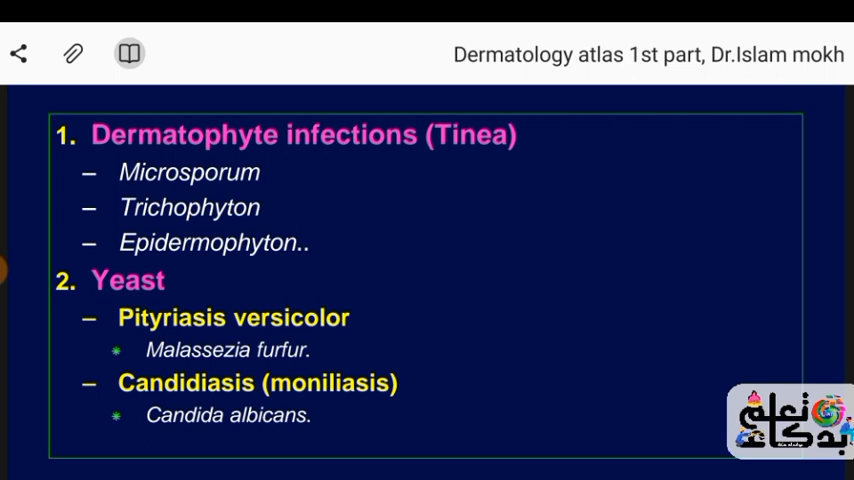 Dermatology atlas 1st part, Dr.Islam mokh
1. Dermatophyte infections (Tinea)
– Microsporum
– Trichophyton
– Epidermophyton..
2. Yeast
– Pityriasis versicolor
* Malassezia furfur.
– Candidiasis (moniliasis)
* Candida albicans.
تعلم
بذكاء